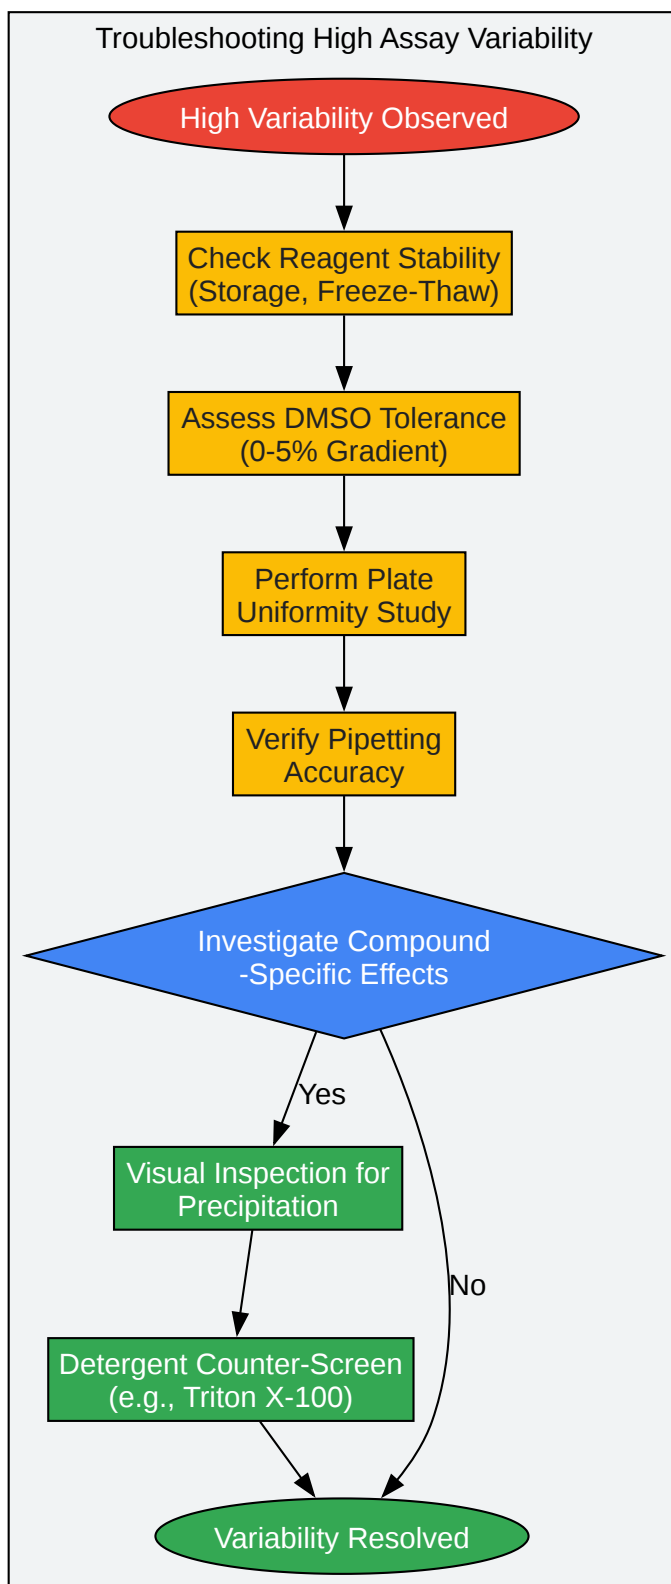 Troubleshooting High Assay Variability
High Variability Observed
Check Reagent Stability
(Storage, Freeze-Thaw)
Assess DMSO Tolerance
(0-5% Gradient)
Perform Plate
Uniformity Study
Verify Pipetting
Accuracy
Investigate Compound
-Specific Effects
Yes
Visual Inspection for
Precipitation
No
Detergent Counter-Screen
(e.g., Triton X-100)
Variability Resolved